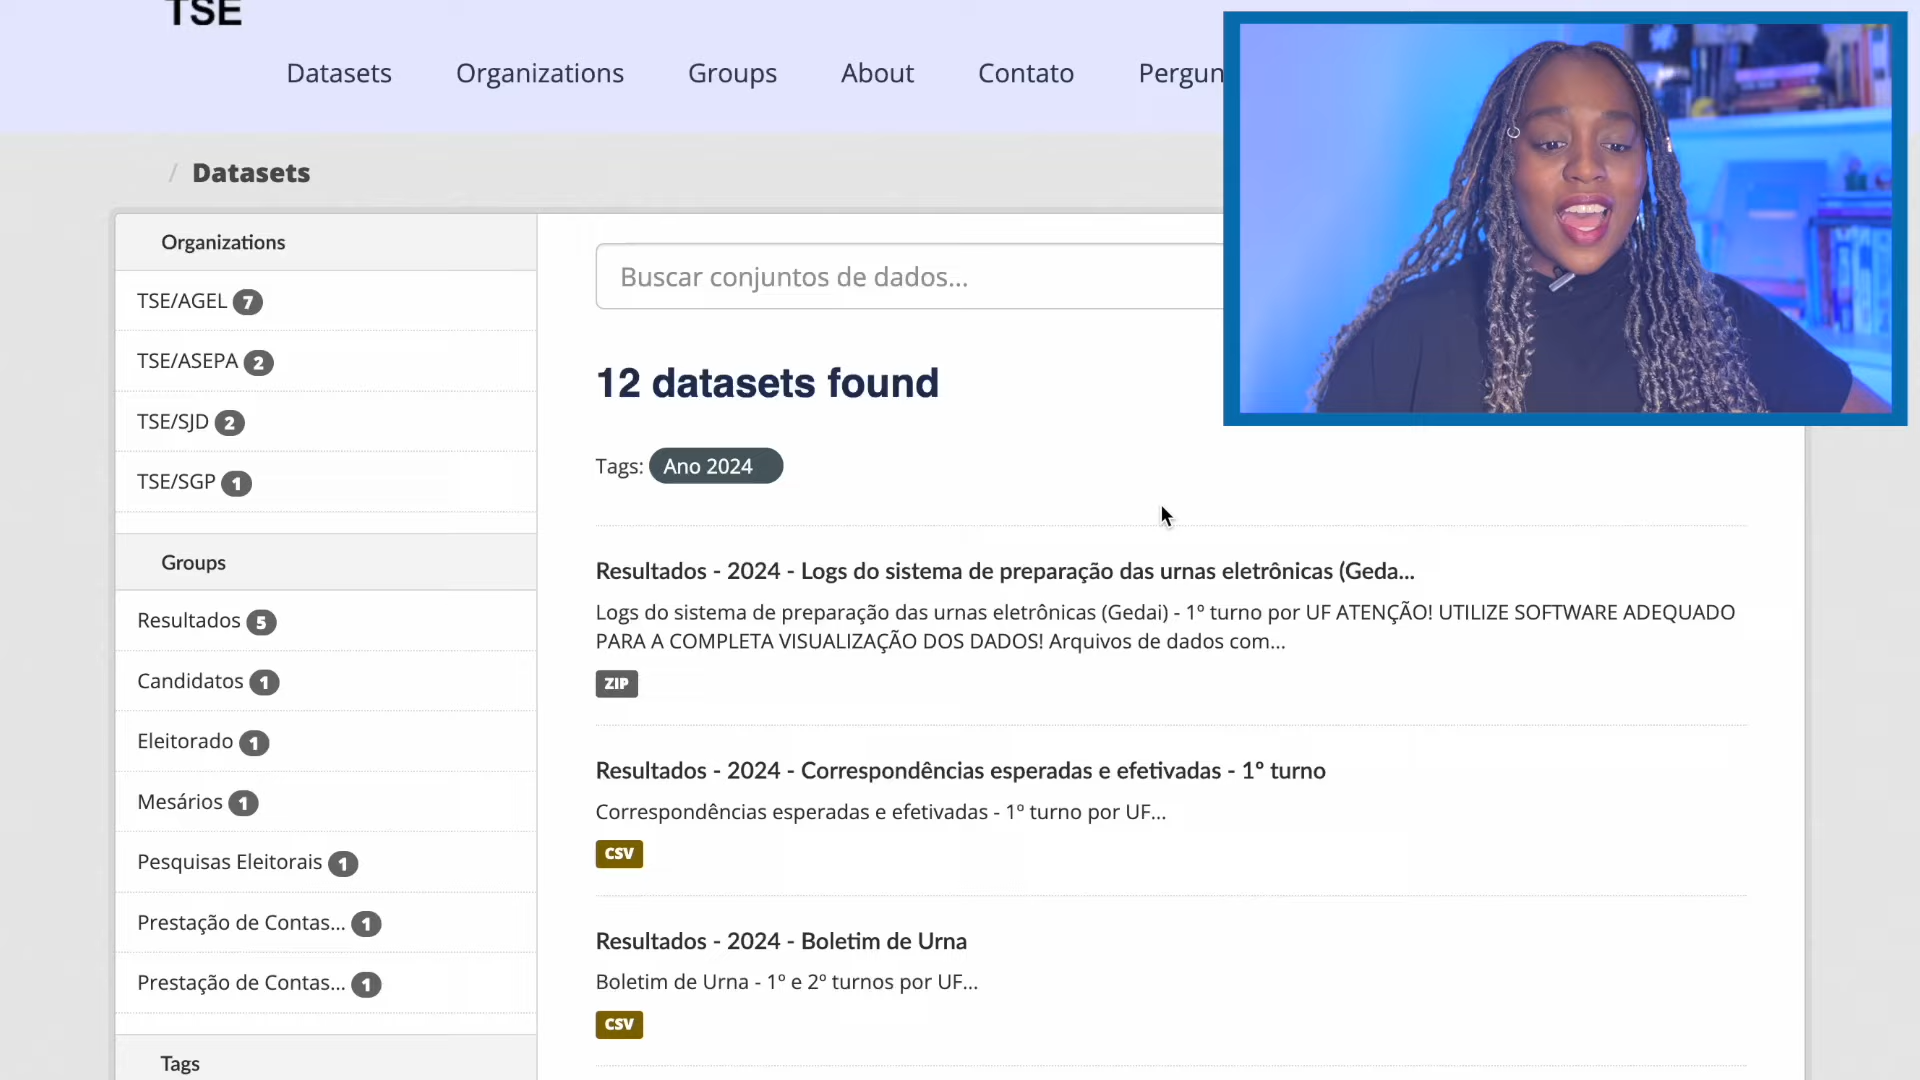 TSE
Datasets
Organizations
Groups
About
Contato
Pergun
/ Datasets
Organizations
TSE/AGEL 7
TSE/ASEPA 2
TSE/SJD 2
TSE/SGP 1
Groups
Resultados 5
Candidatos 1
Eleitorado 1
Mesários 1
Pesquisas Eleitorais 1
Prestação de Contas... 1
Prestação de Contas... 1
Tags
Buscar conjuntos de dados...
12 datasets found
Tags: Ano 2024
Resultados - 2024 - Logs do sistema de preparação das urnas eletrônicas (Geda...
Logs do sistema de preparação das urnas eletrônicas (Gedai) - 1º turno por UF ATENÇÃO! UTILIZE SOFTWARE ADEQUADO
PARA A COMPLETA VISUALIZAÇÃO DOS DADOS! Arquivos de dados com...
ZIP
Resultados - 2024 - Correspondências esperadas e efetivadas - 1º turno
Correspondências esperadas e efetivadas - 1º turno por UF...
CSV
Resultados - 2024 - Boletim de Urna
Boletim de Urna - 1º e 2º turnos por UF...
CSV